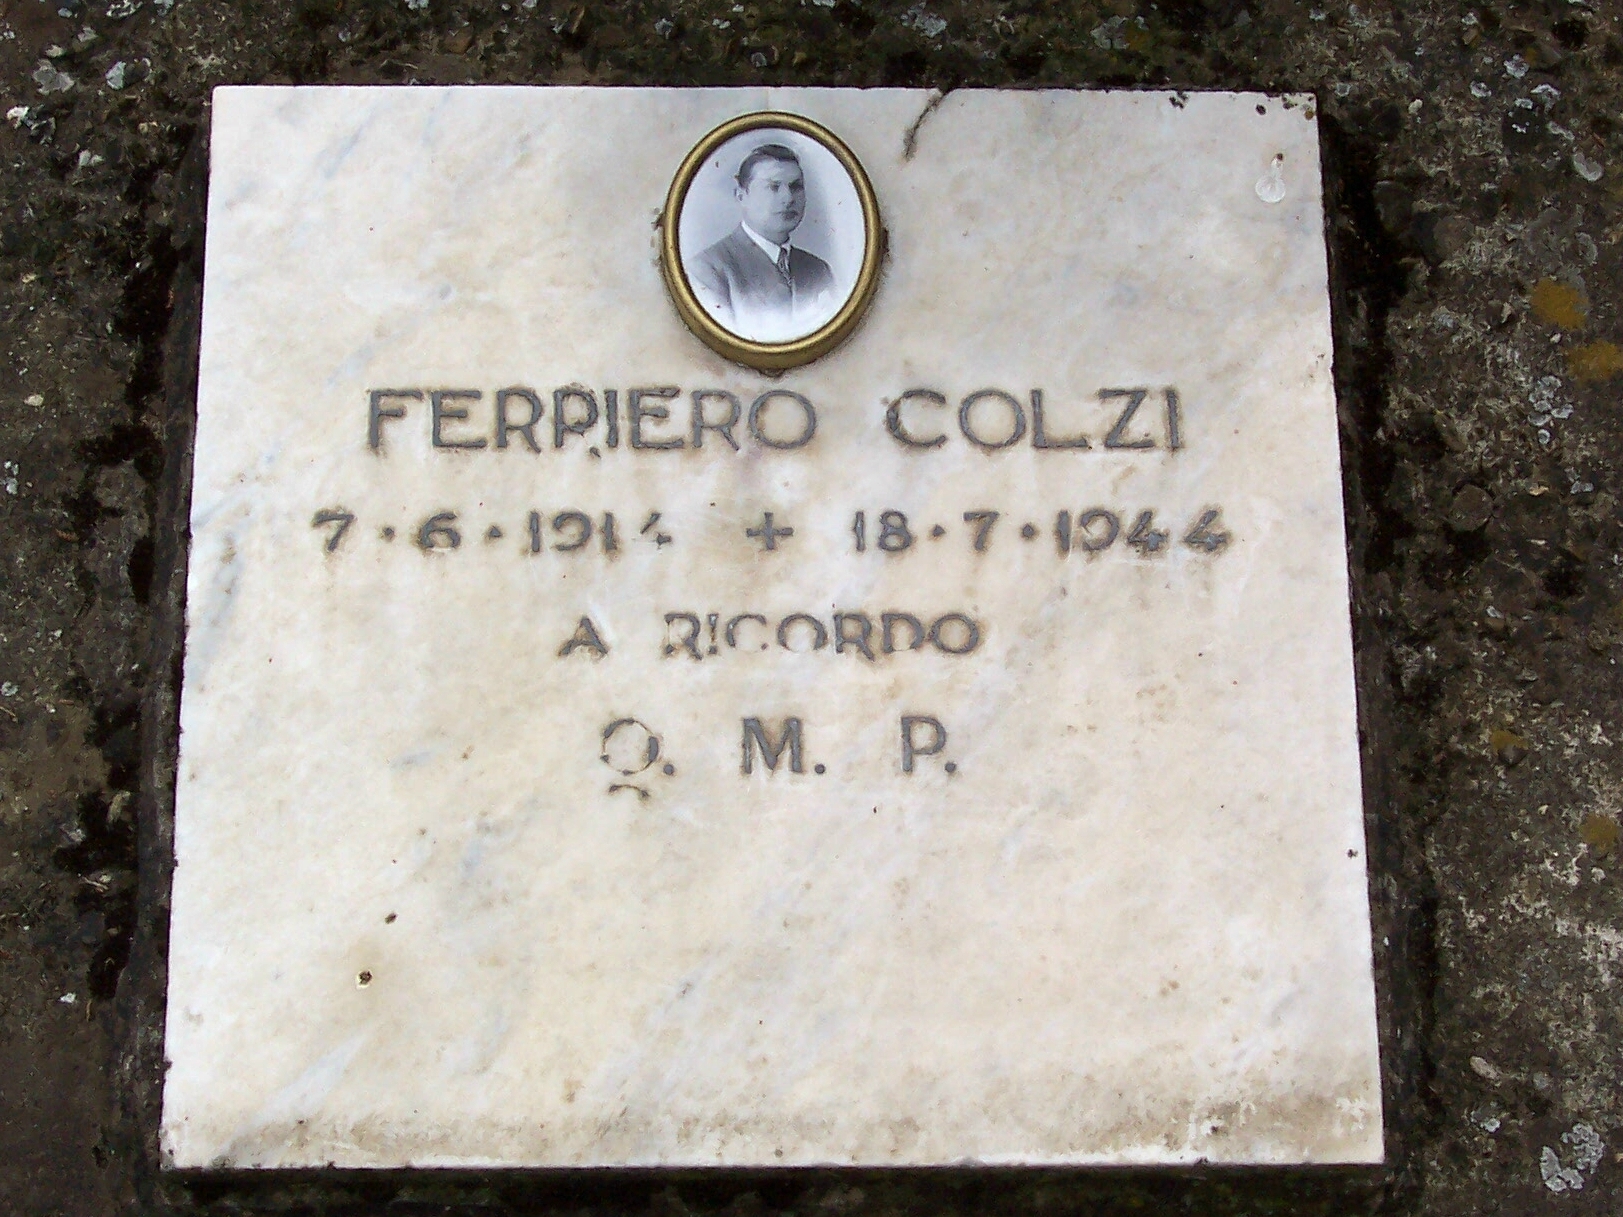 FERPIERO COLZI
7·6·1914 + 18·7·1944
A RICORDO
Q. M. P.